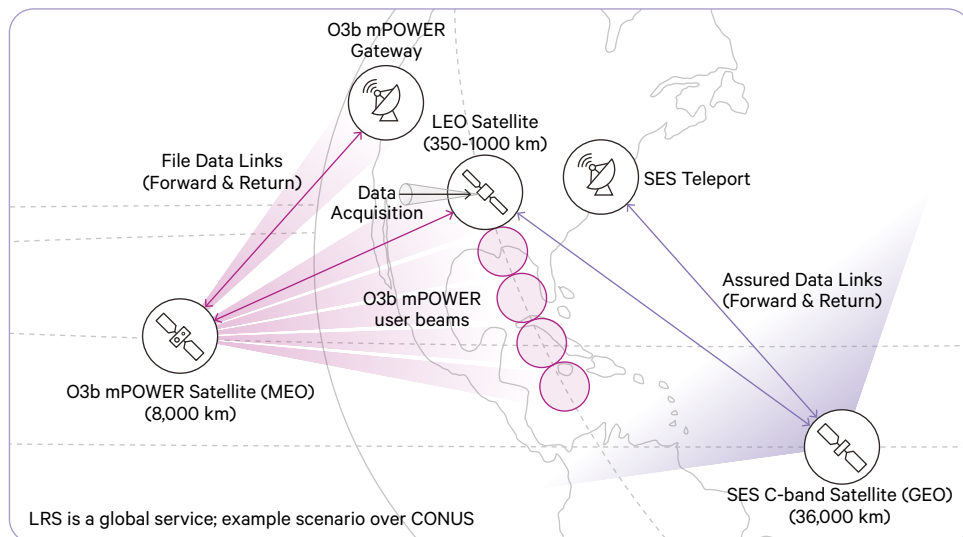 O3b mPOWER
Gateway
LEO Satellite
(350-1000 km)
File Data Links
(Forward & Return)
Data
Acquisition
SES Teleport
O3b mPOWER
user beams
Assured Data Links
(Forward & Return)
O3b mPOWER Satellite (MEO)
(8,000 km)
SES C-band Satellite (GEO)
(36,000 km)
LRS is a global service; example scenario over CONUS